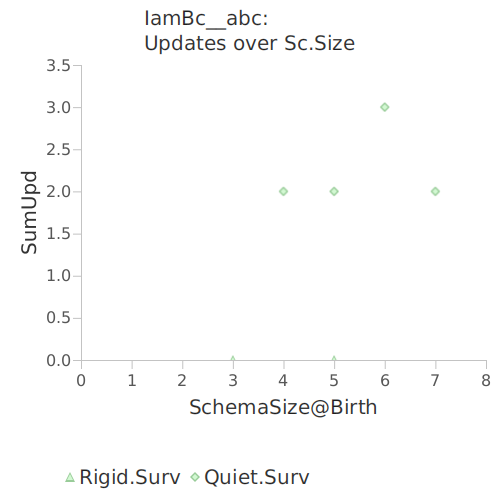 IamBc__abc:
Updates over Sc.Size
3.5
3.0
2.5
2.0
1.5
1.0
0.5
0.0
SumUpd
0 1 2 3 4 5 6 7 8
SchemaSize@Birth
Rigid.Surv Quiet.Surv